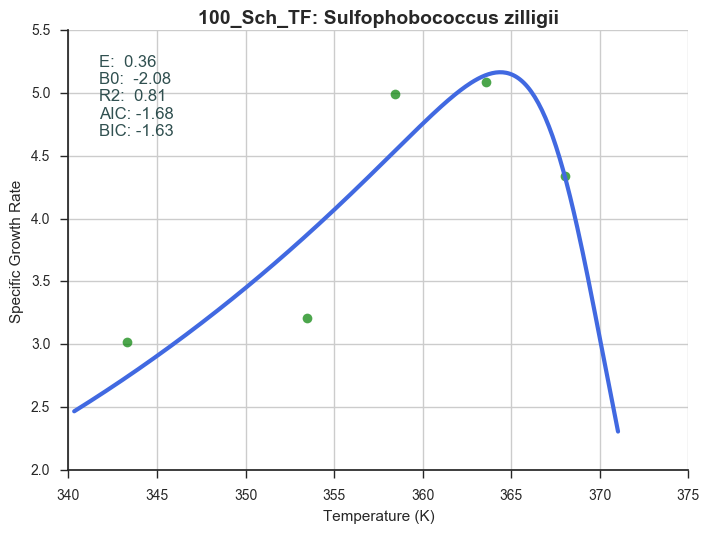 100_Sch_TF: Sulfophobococcus zilligii
5.5
5.0
4.5
4.0
3.5
3.0
2.5
2.0
Specific Growth Rate
E:  0.36
B0:  -2.08
R2:  0.81
AIC: -1.68
BIC: -1.63
340 345 350 355 360 365 370 375
Temperature (K)